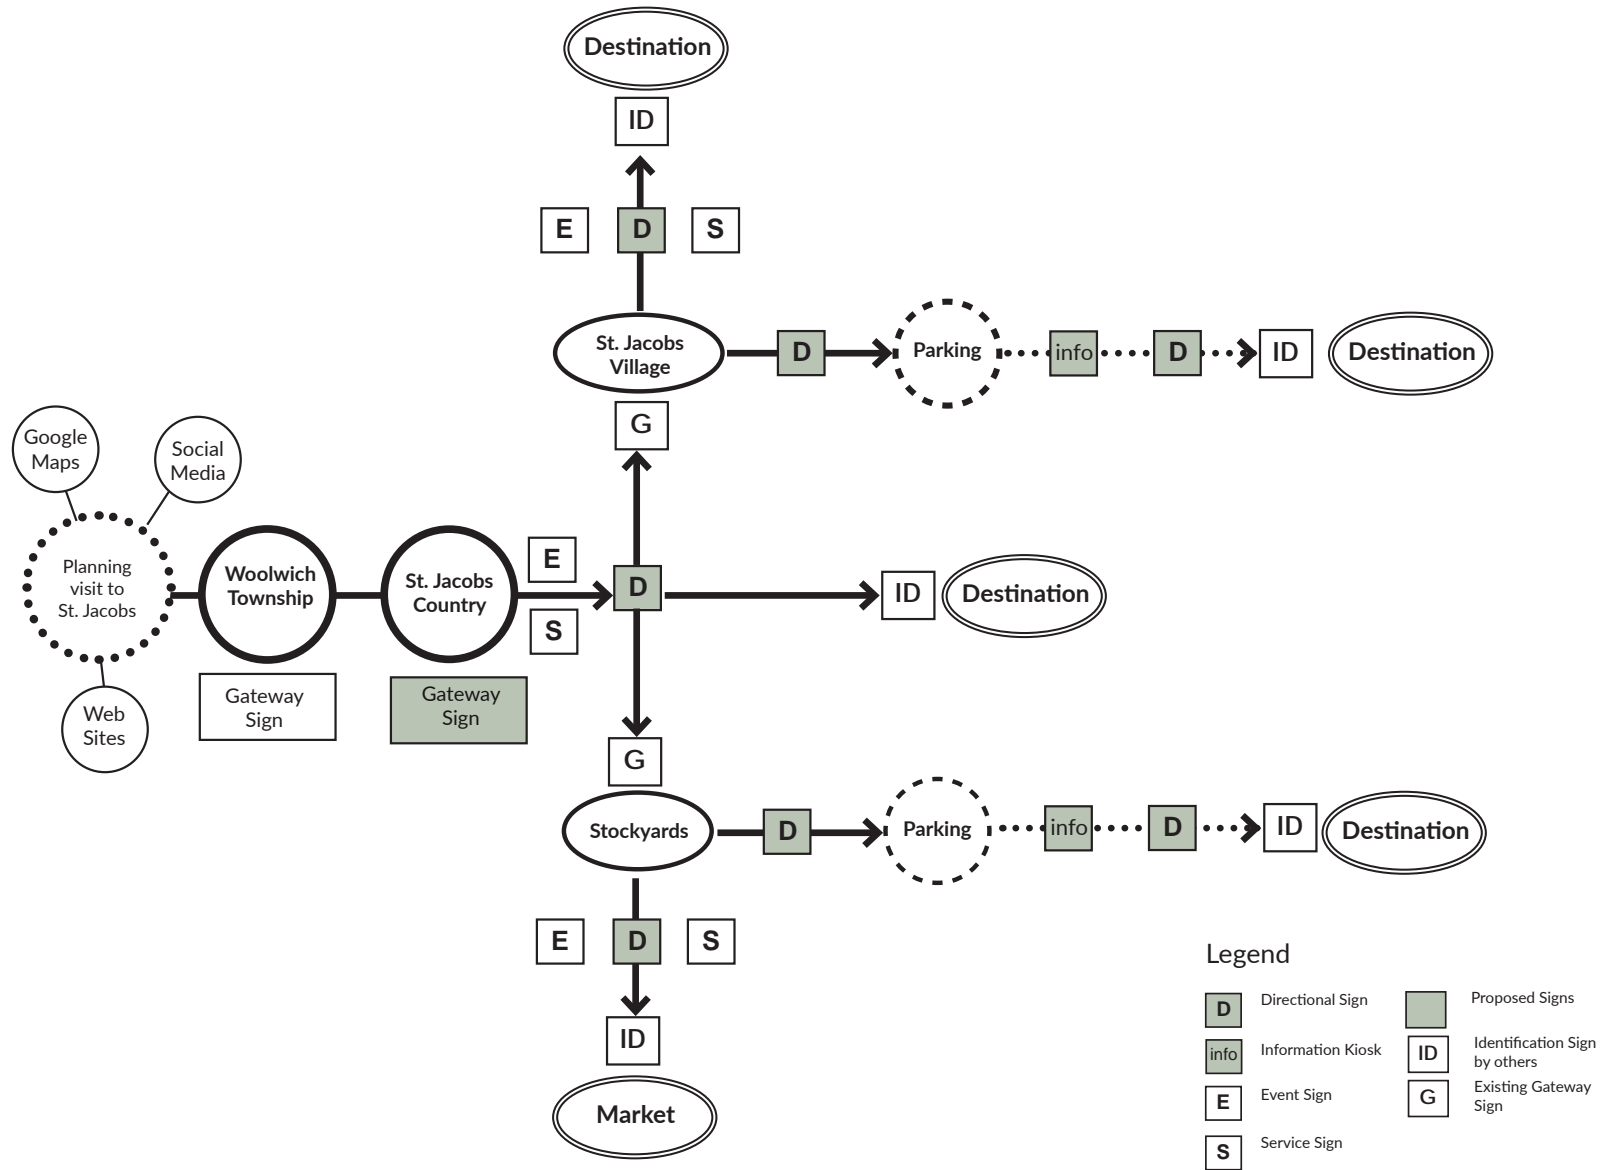 Destination
ID
E
D
S
St. Jacobs
Village
D
Parking
info
D
ID
Destination
G
Google
Maps
Social
Media
Planning
visit to
St. Jacobs
Web
Sites
Woolwich
Township
Gateway
Sign
St. Jacobs
Country
Gateway
Sign
E
S
D
ID
Destination
G
Stockyards
D
Parking
info
D
ID
Destination
E
D
S
ID
Market
Legend
D
Directional Sign
info
Information Kiosk
E
Event Sign
S
Service Sign
Proposed Signs
ID
Identification Sign
by others
G
Existing Gateway
Sign